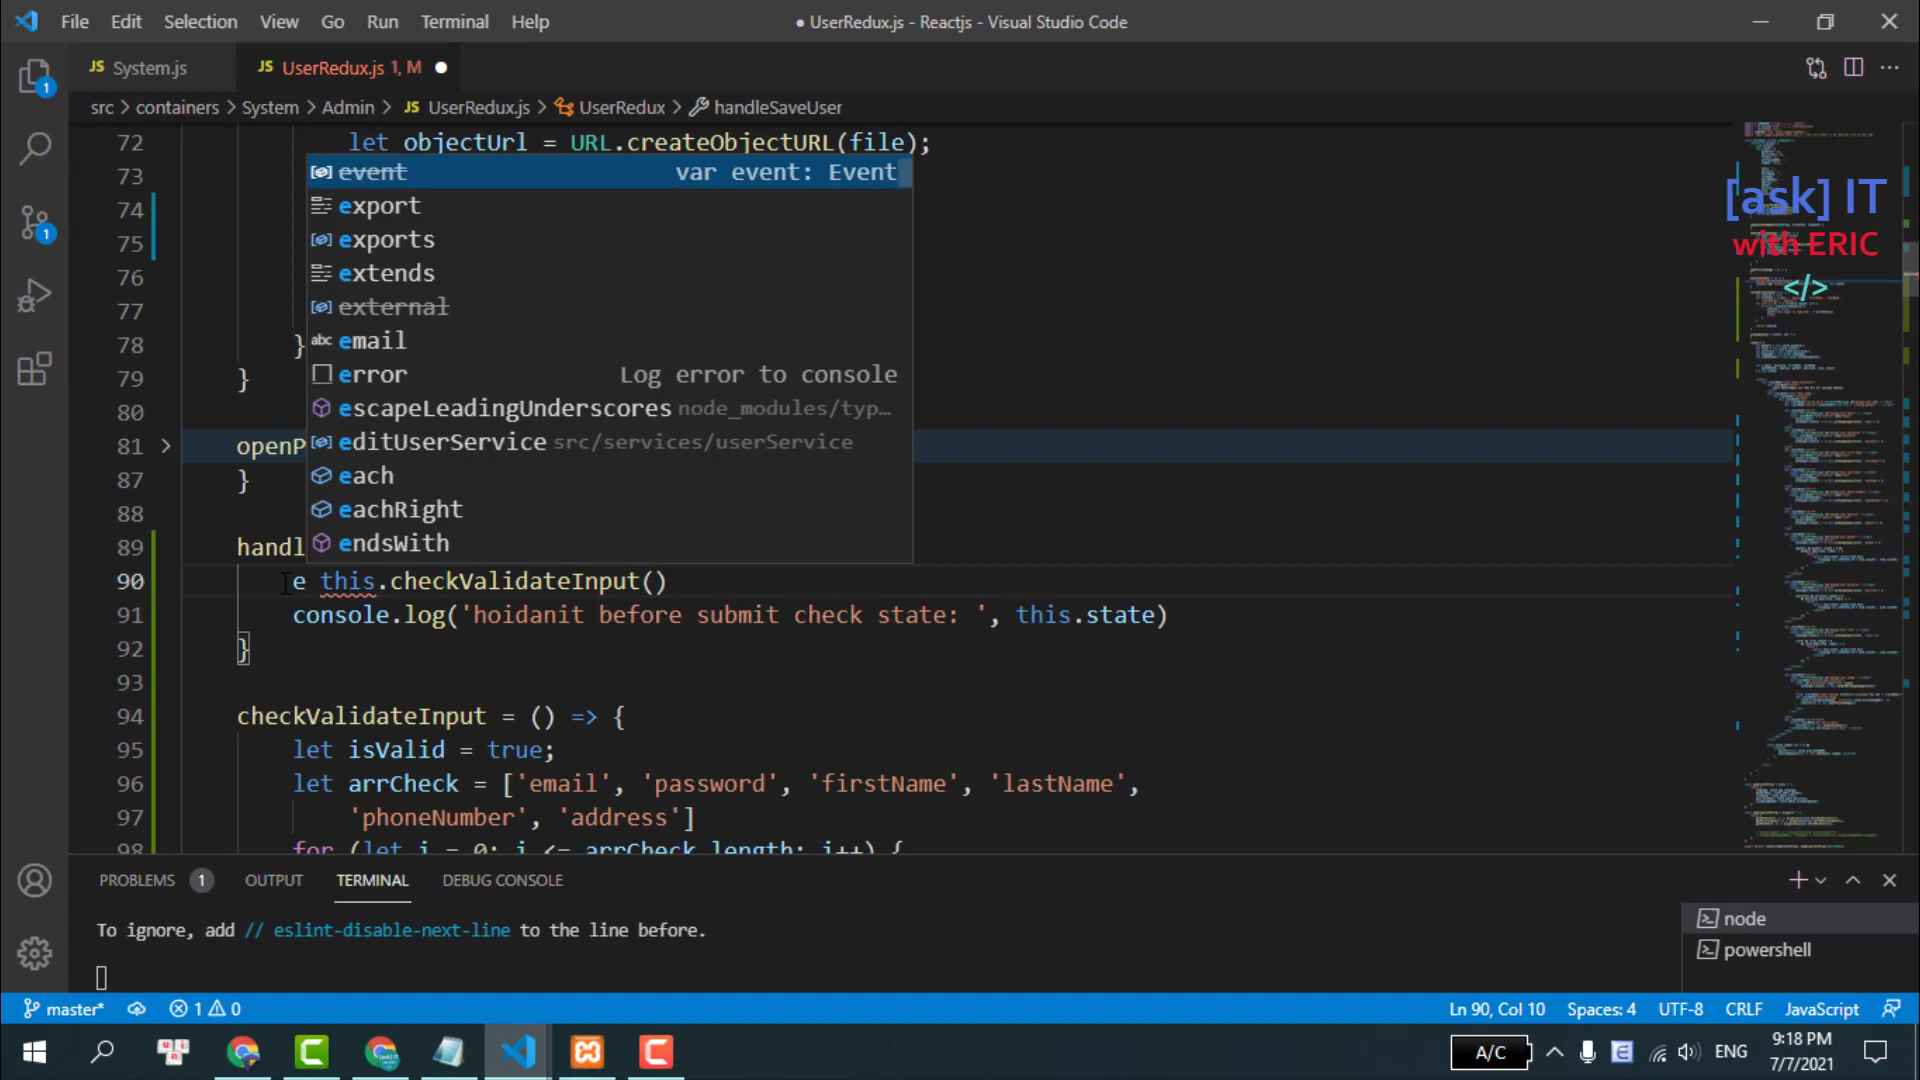 File Edit Selection View Go Run Terminal Help
● UserRedux.js - Reactjs - Visual Studio Code
JS System.js
JS UserRedux.js 1, M ●
src > containers > System > Admin > JS UserRedux.js > UserRedux > handleSaveUser
72 let objectUrl = URL.createObjectURL(file);
73 event var event: Event
74 export
75 exports
76 extends
77 external
78 } email
79 } error Log error to console
80 escapeLeadingUnderscores node_modules/typ…
81 openP editUserService src/services/userService
87 } each
88 eachRight
89 handl endsWith
90 e this.checkValidateInput()
91 console.log('hoidanit before submit check state: ', this.state)
92 }
93
94 checkValidateInput = () => {
95 let isValid = true;
96 let arrCheck = ['email', 'password', 'firstName', 'lastName',
97 'phoneNumber', 'address']
98 for (let i = 0; i <= arrCheck.length; i++) {
[ask] IT
with ERIC
</>
1
1
PROBLEMS 1 OUTPUT TERMINAL DEBUG CONSOLE
To ignore, add // eslint-disable-next-line to the line before.
node
powershell
master* 1 0
Ln 90, Col 10 Spaces: 4 UTF-8 CRLF JavaScript
A/C ENG
9:18 PM
7/7/2021